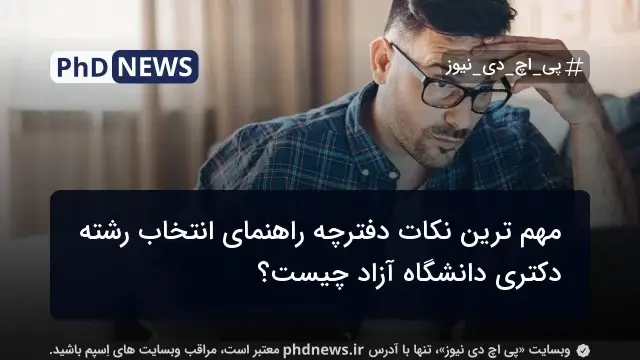 PhD NEWS
#پی_اچ_دی_نیوز
مهم ترین نکات دفترچه راهنمای انتخاب رشته
دکتری دانشگاه آزاد چیست؟
وبسایت «پی اچ دی نیوز»، تنها با آدرس phdnews.ir معتبر است، مراقب وبسایت های اِسپم باشید.